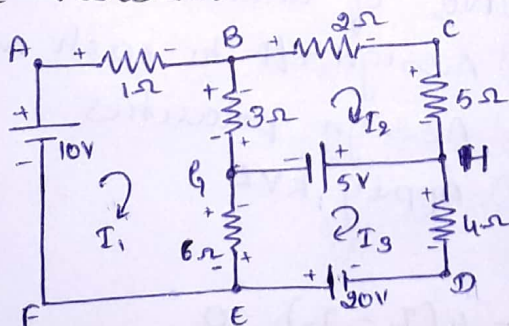 A + - B + 2Ω - C
1Ω
+ - + 5Ω
+ 3Ω I2
10V - + - + H
- G 5V
I1 + I3 + 4Ω
6Ω
- + + - -
F E 20V D